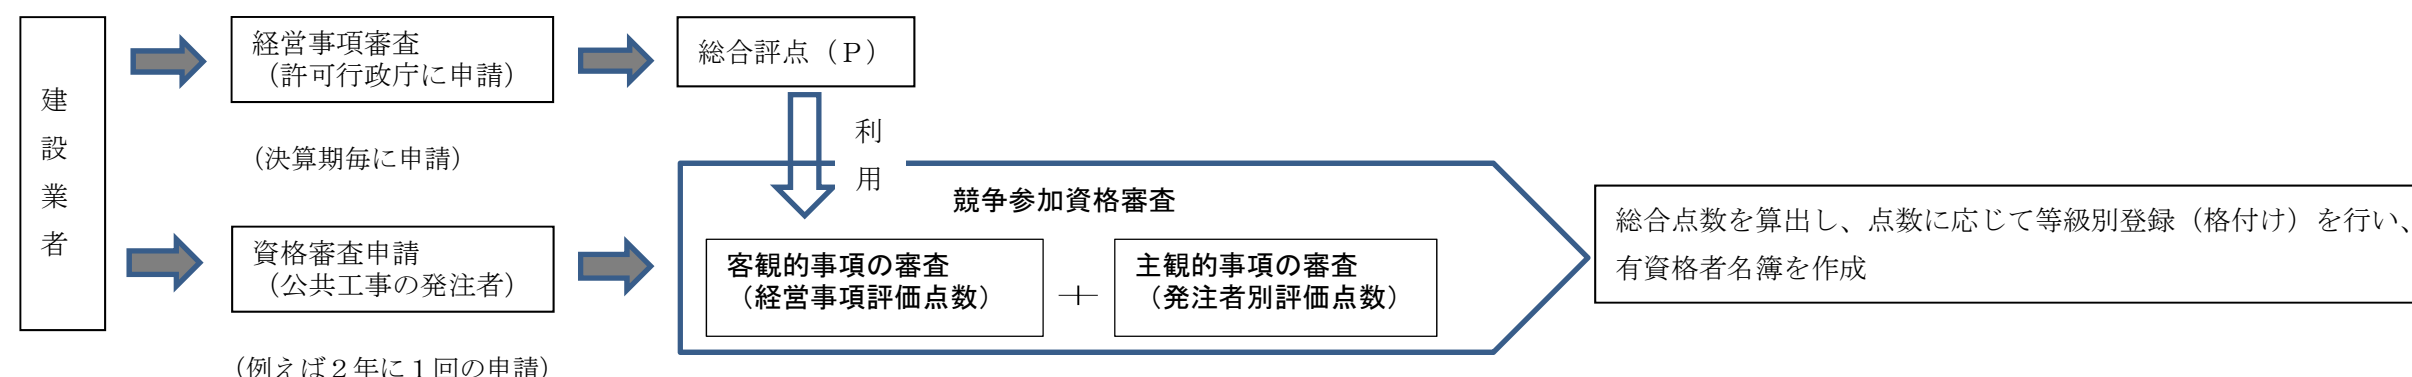 建設業者
経営事項審査
（許可行政庁に申請）
（決算期毎に申請）
資格審査申請
（公共工事の発注者）
（例えば２年に１回の申請）
総合評点（Ｐ）
利用
競争参加資格審査
客観的事項の審査
（経営事項評価点数）
＋
主観的事項の審査
（発注者別評価点数）
総合点数を算出し、点数に応じて等級別登録（格付け）を行い、
有資格者名簿を作成